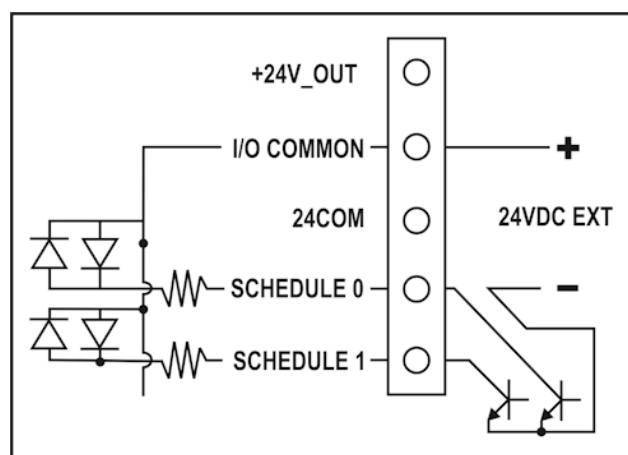 +24V_OUT
I/O COMMON
+
24COM
24VDC EXT
SCHEDULE 0
-
SCHEDULE 1